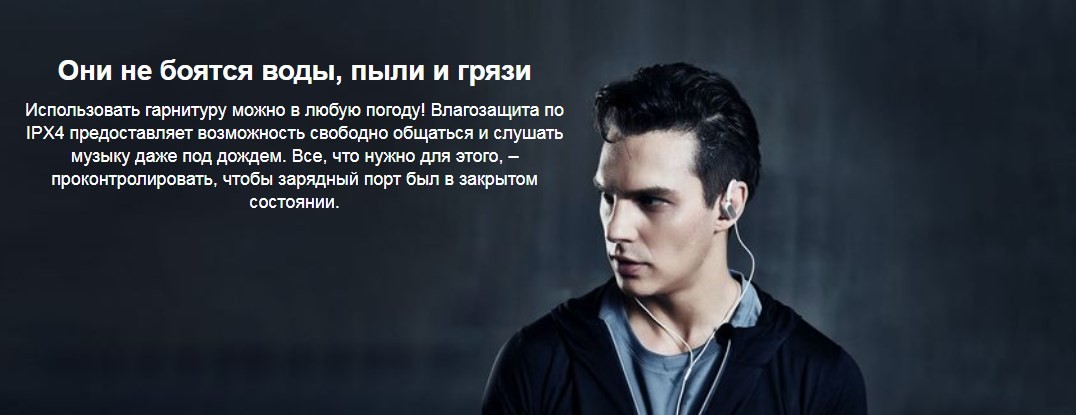 Они не боятся воды, пыли и грязи
Использовать гарнитуру можно в любую погоду! Влагозащита по
IPX4 предоставляет возможность свободно общаться и слушать
музыку даже под дождем. Все, что нужно для этого, –
проконтролировать, чтобы зарядный порт был в закрытом
состоянии.